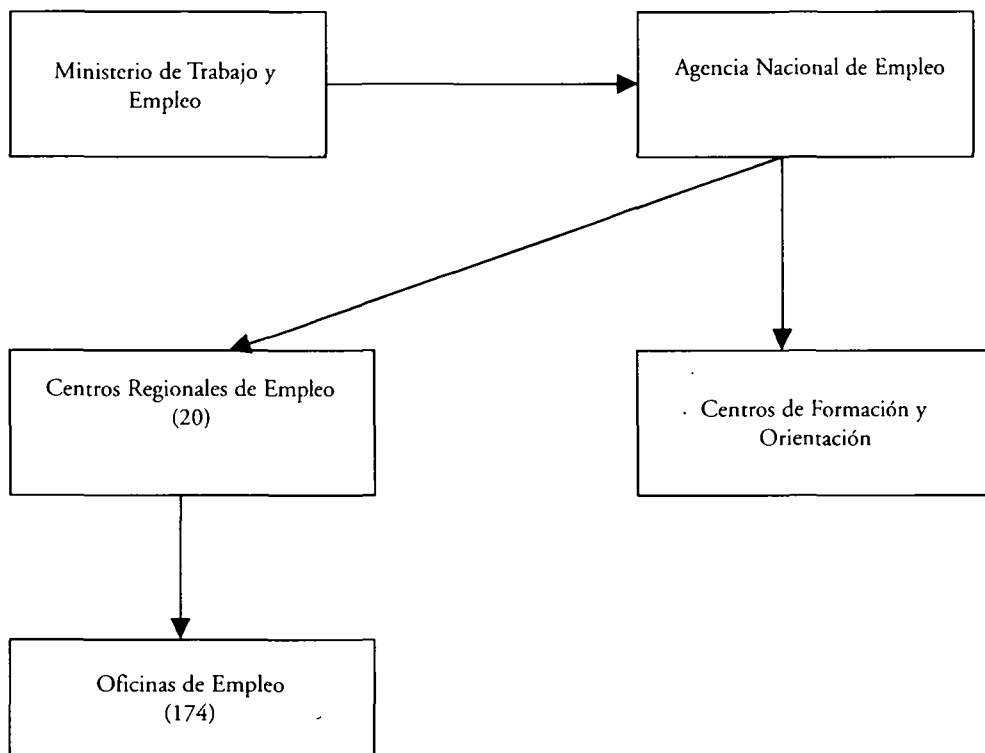 Ministerio de Trabajo y
Empleo
Agencia Nacional de Empleo
Centros Regionales de Empleo
(20)
Centros de Formación y
Orientación
Oficinas de Empleo
(174)